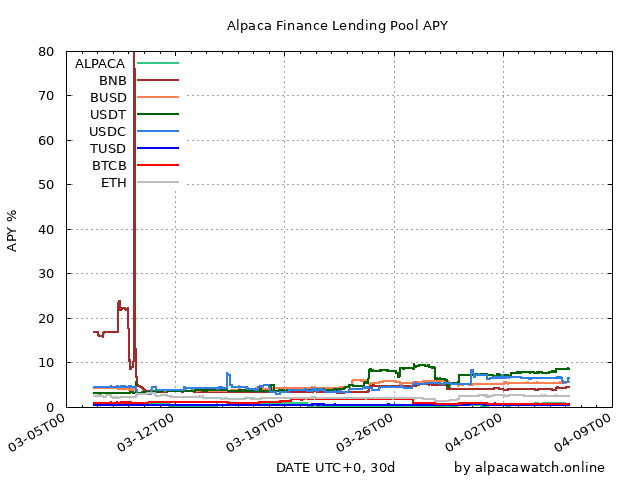 Alpaca Finance Lending Pool APY
80
70
60
50
40
30
20
10
0
APY %
ALPACA
BNB
BUSD
USDT
USDC
TUSD
BTCB
ETH
03-05T00
03-12T00
03-19T00
03-26T00
04-02T00
04-09T00
DATE UTC+0, 30d
by alpacawatch.online